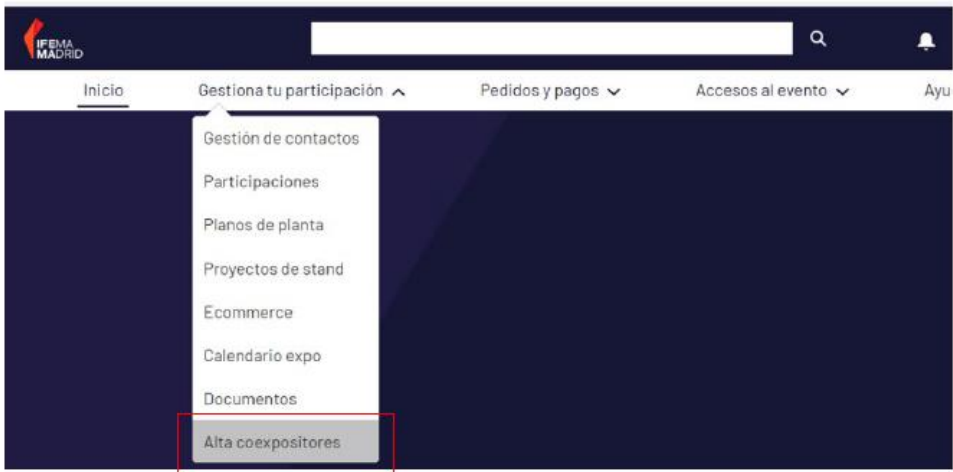 IFEMA
MADRID
Inicio Gestiona tu participación Pedidos y pagos Accesos al evento Ayu
Gestión de contactos
Participaciones
Planos de planta
Proyectos de stand
Ecommerce
Calendario expo
Documentos
Alta coexpositores